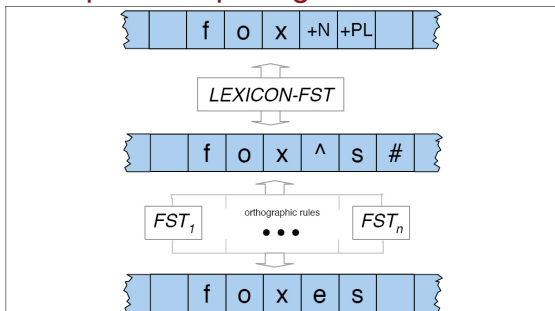 f o x +N +PL
LEXICON-FST
f o x ^ s #
orthographic rules
FST1 ••• FSTn
f o x e s